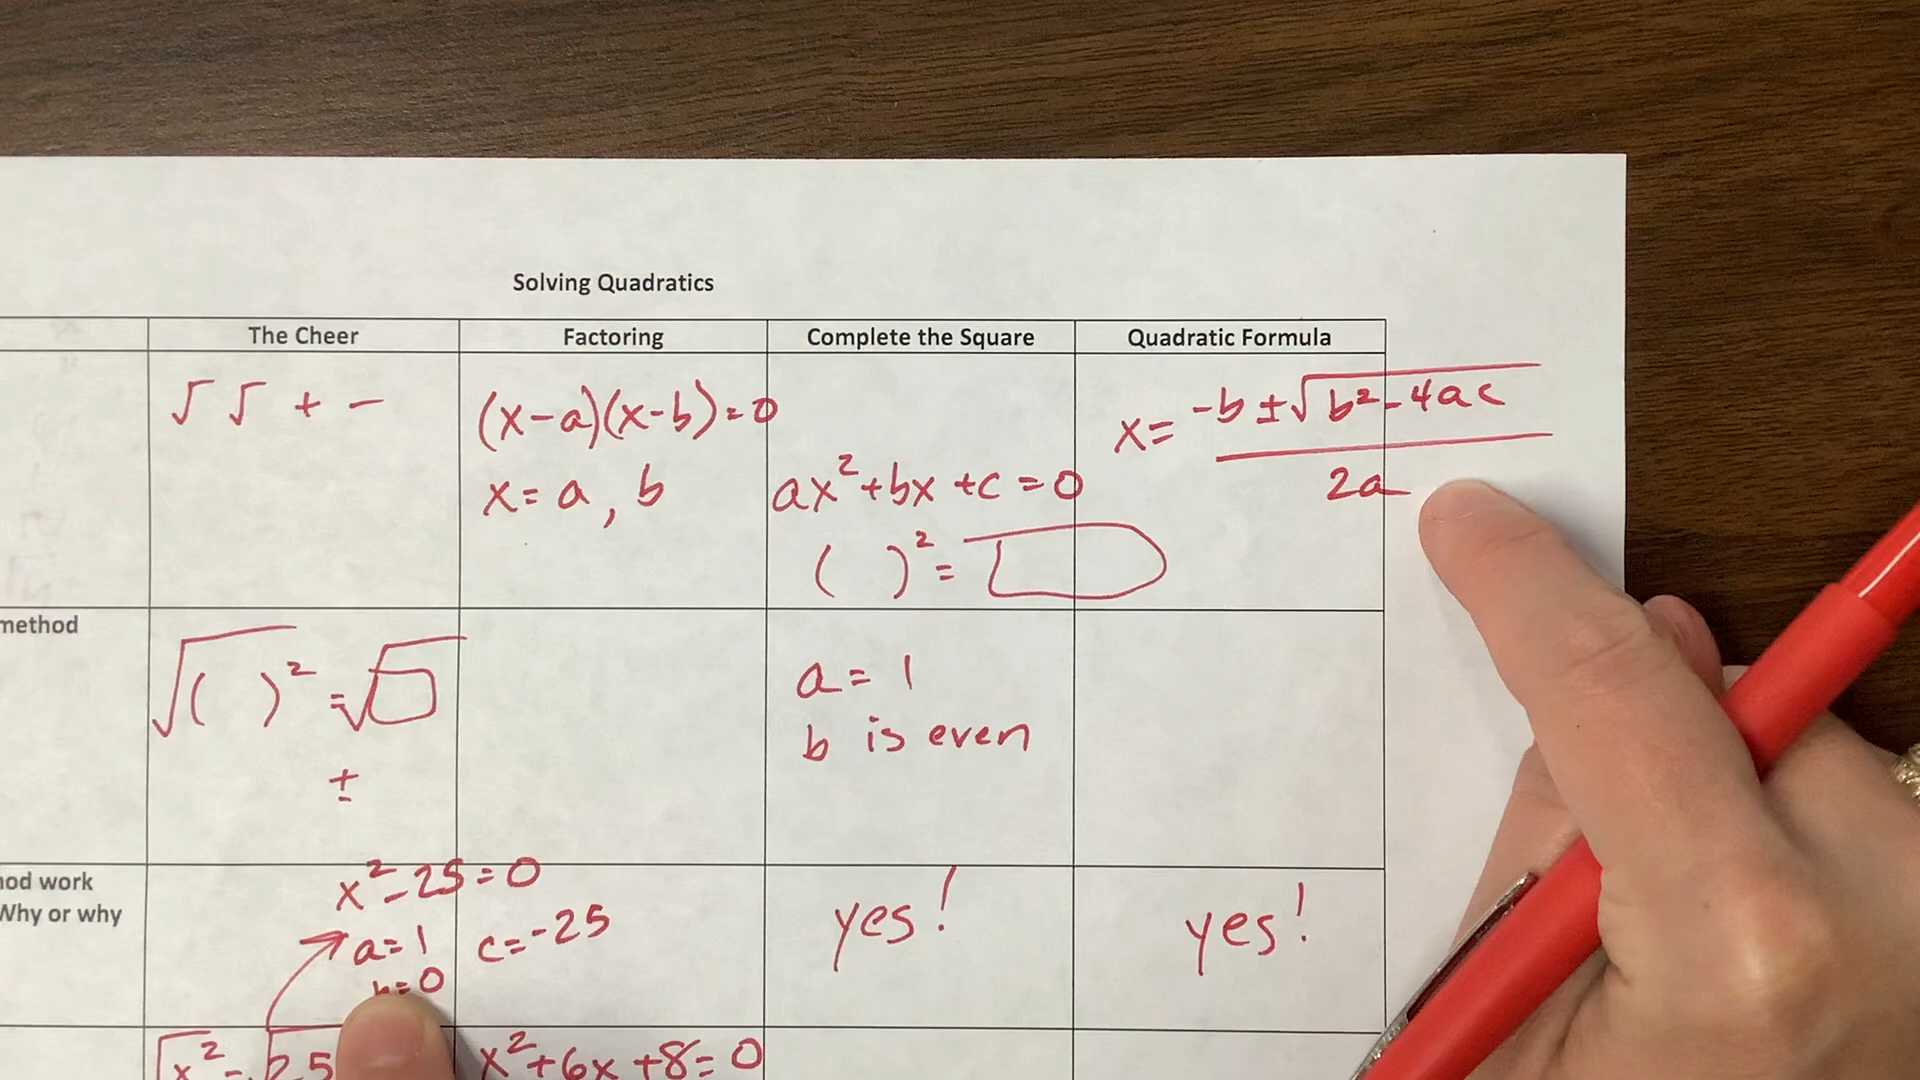 Solving Quadratics
The Cheer
Factoring
Complete the Square
Quadratic Formula
√ √ + −
(x-a)(x-b)=0
x = a, b
ax²+bx+c=0
( )² =
x = -b ± √b²-4ac
2a
method
√( )² = √
±
a = 1
b is even
work
Why or why
x²-25=0
a=1 c=-25
b=0
yes!
yes!
x²+6x+8=0